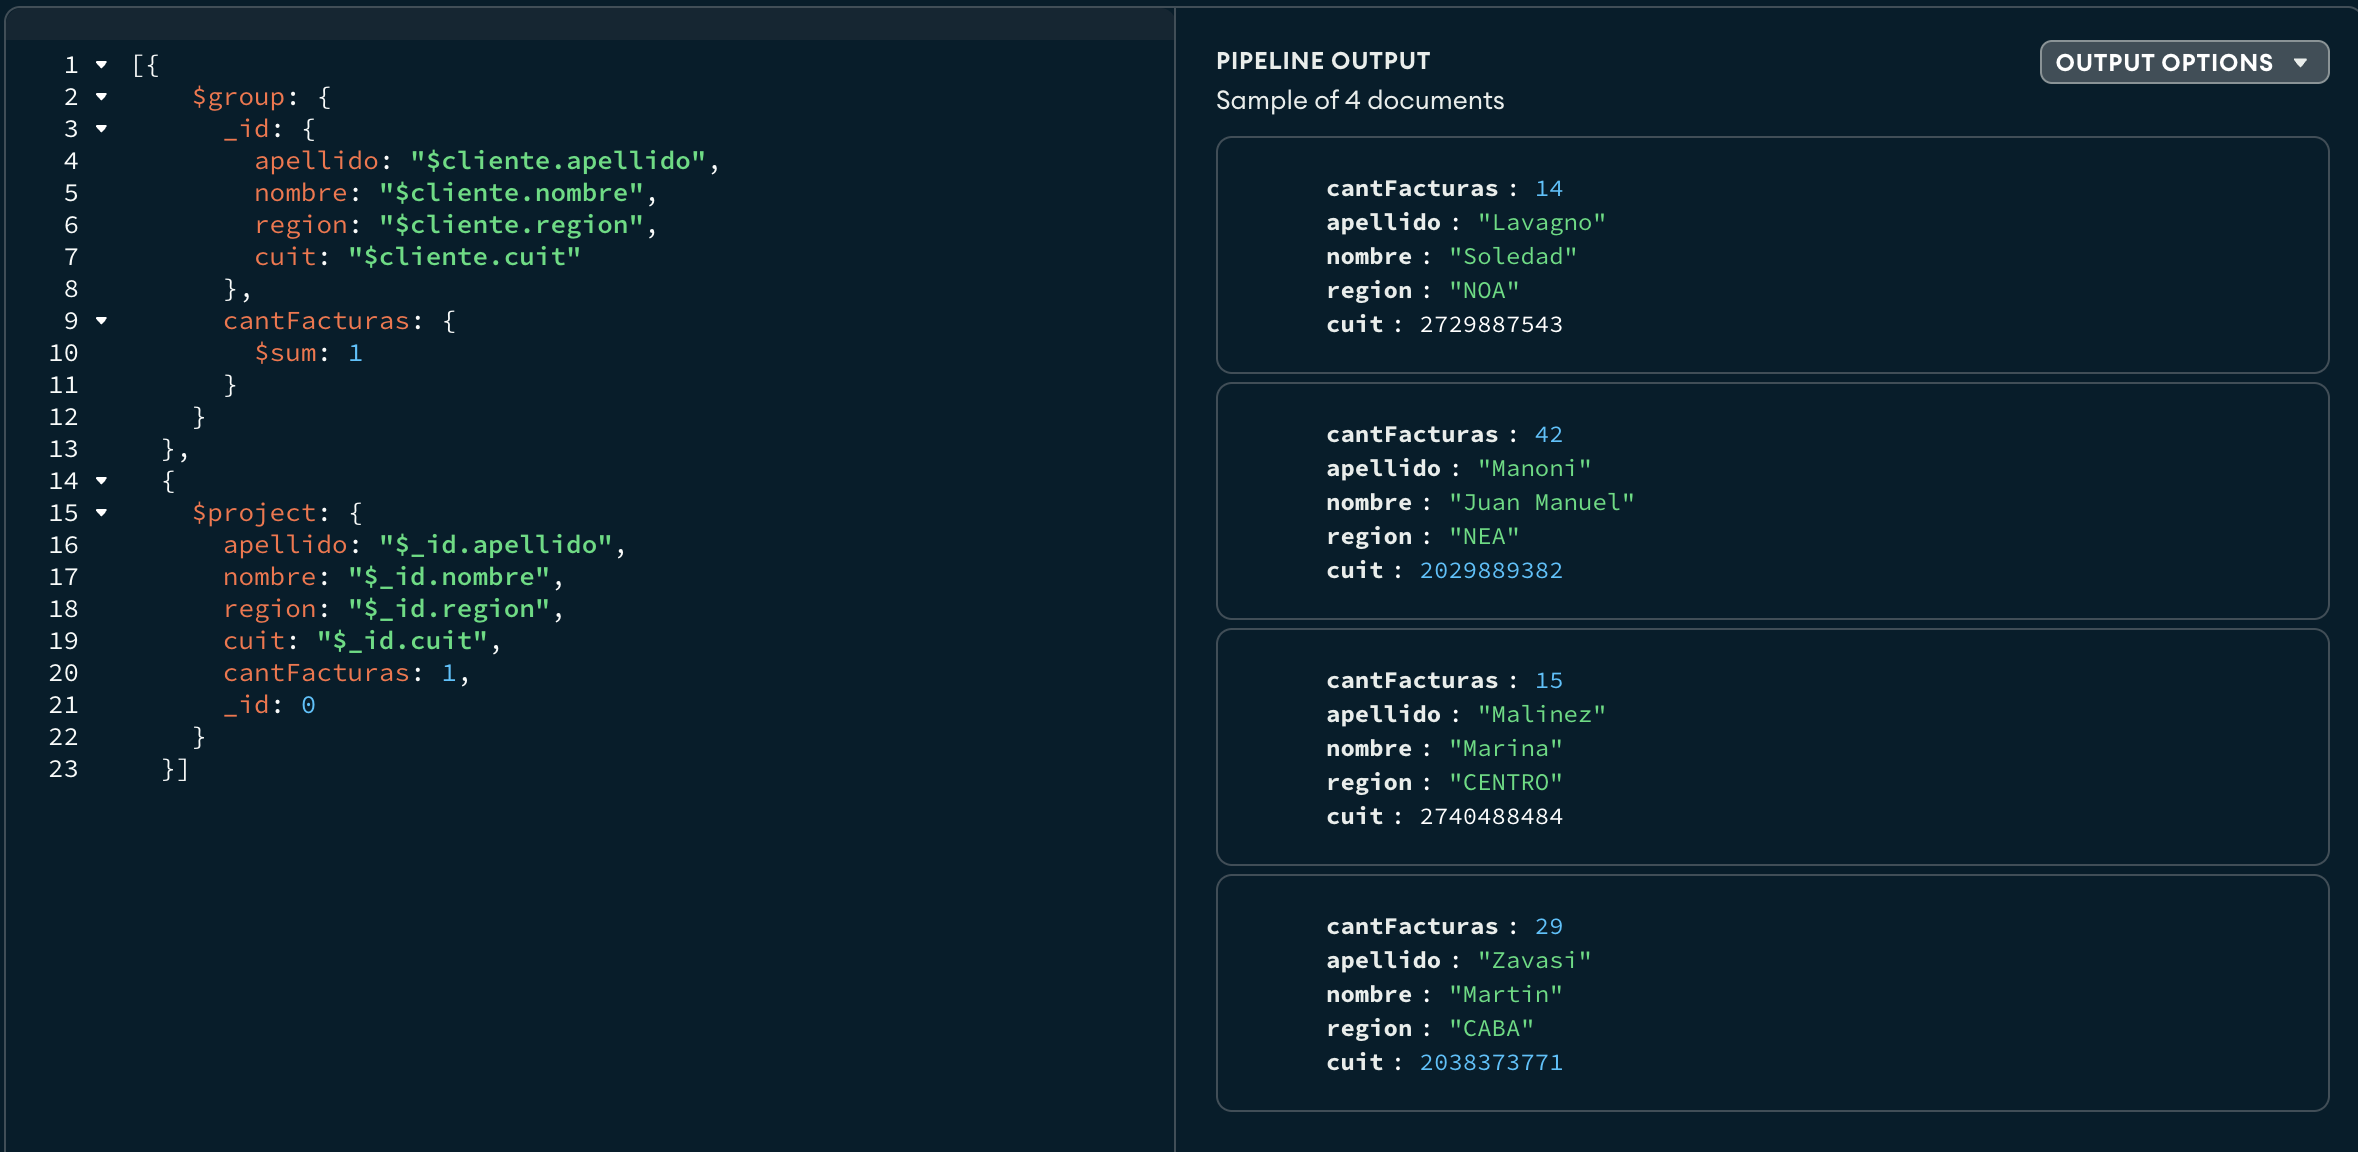 1 [{
2 $group: {
3 _id: {
4 apellido: "$cliente.apellido",
5 nombre: "$cliente.nombre",
6 region: "$cliente.region",
7 cuit: "$cliente.cuit"
8 },
9 cantFacturas: {
10 $sum: 1
11 }
12 }
13 },
14 {
15 $project: {
16 apellido: "$_id.apellido",
17 nombre: "$_id.nombre",
18 region: "$_id.region",
19 cuit: "$_id.cuit",
20 cantFacturas: 1,
21 _id: 0
22 }
23 }]
PIPELINE OUTPUT
OUTPUT OPTIONS
Sample of 4 documents
cantFacturas : 14
apellido : "Lavagno"
nombre : "Soledad"
region : "NOA"
cuit : 2729887543
cantFacturas : 42
apellido : "Manoni"
nombre : "Juan Manuel"
region : "NEA"
cuit : 2029889382
cantFacturas : 15
apellido : "Malinez"
nombre : "Marina"
region : "CENTRO"
cuit : 2740488484
cantFacturas : 29
apellido : "Zavasi"
nombre : "Martin"
region : "CABA"
cuit : 2038373771